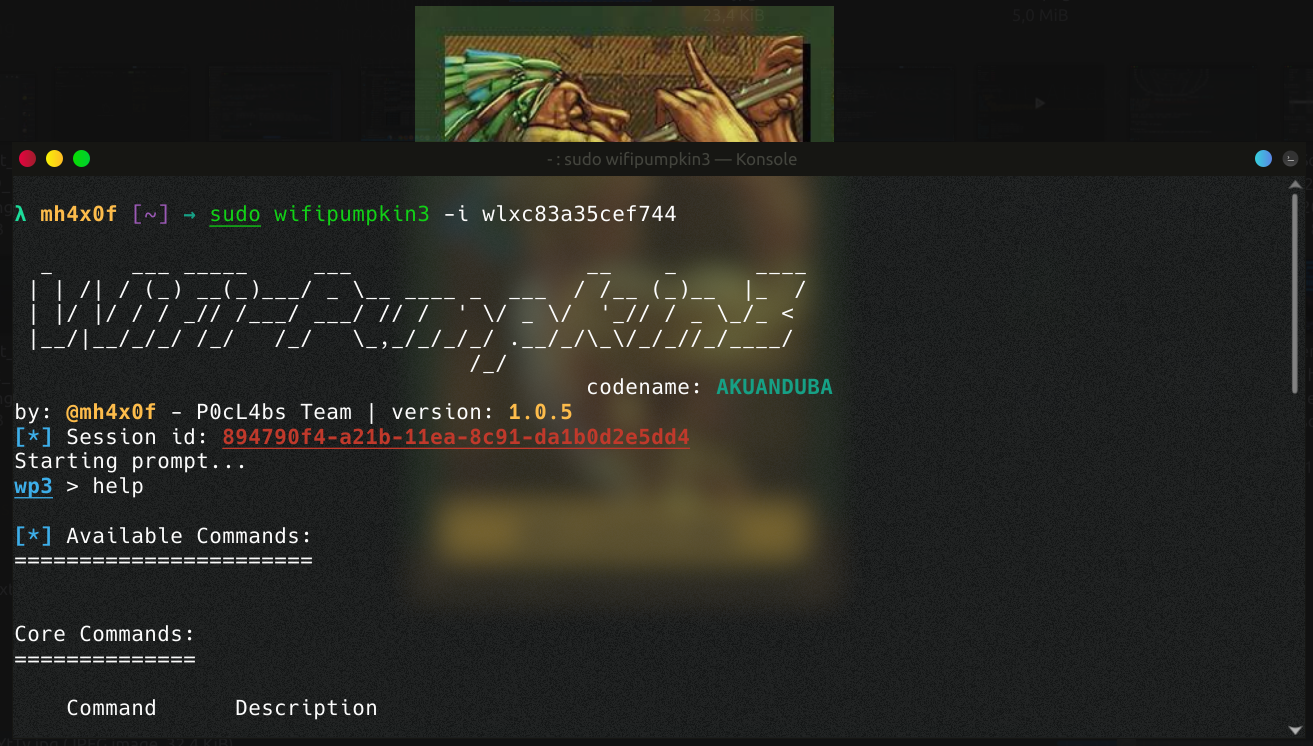 23,4 KiB
5,0 MiB
~ : sudo wifipumpkin3 — Konsole
λ mh4x0f [~] → sudo wifipumpkin3 -i wlxc83a35cef744
WiFi-Pumpkin3
codename: AKUANDUBA
by: @mh4x0f - P0cL4bs Team | version: 1.0.5
[*] Session id: 894790f4-a21b-11ea-8c91-da1b0d2e5dd4
Starting prompt...
wp3 > help
[*] Available Commands:
=======================
Core Commands:
==============
Command Description